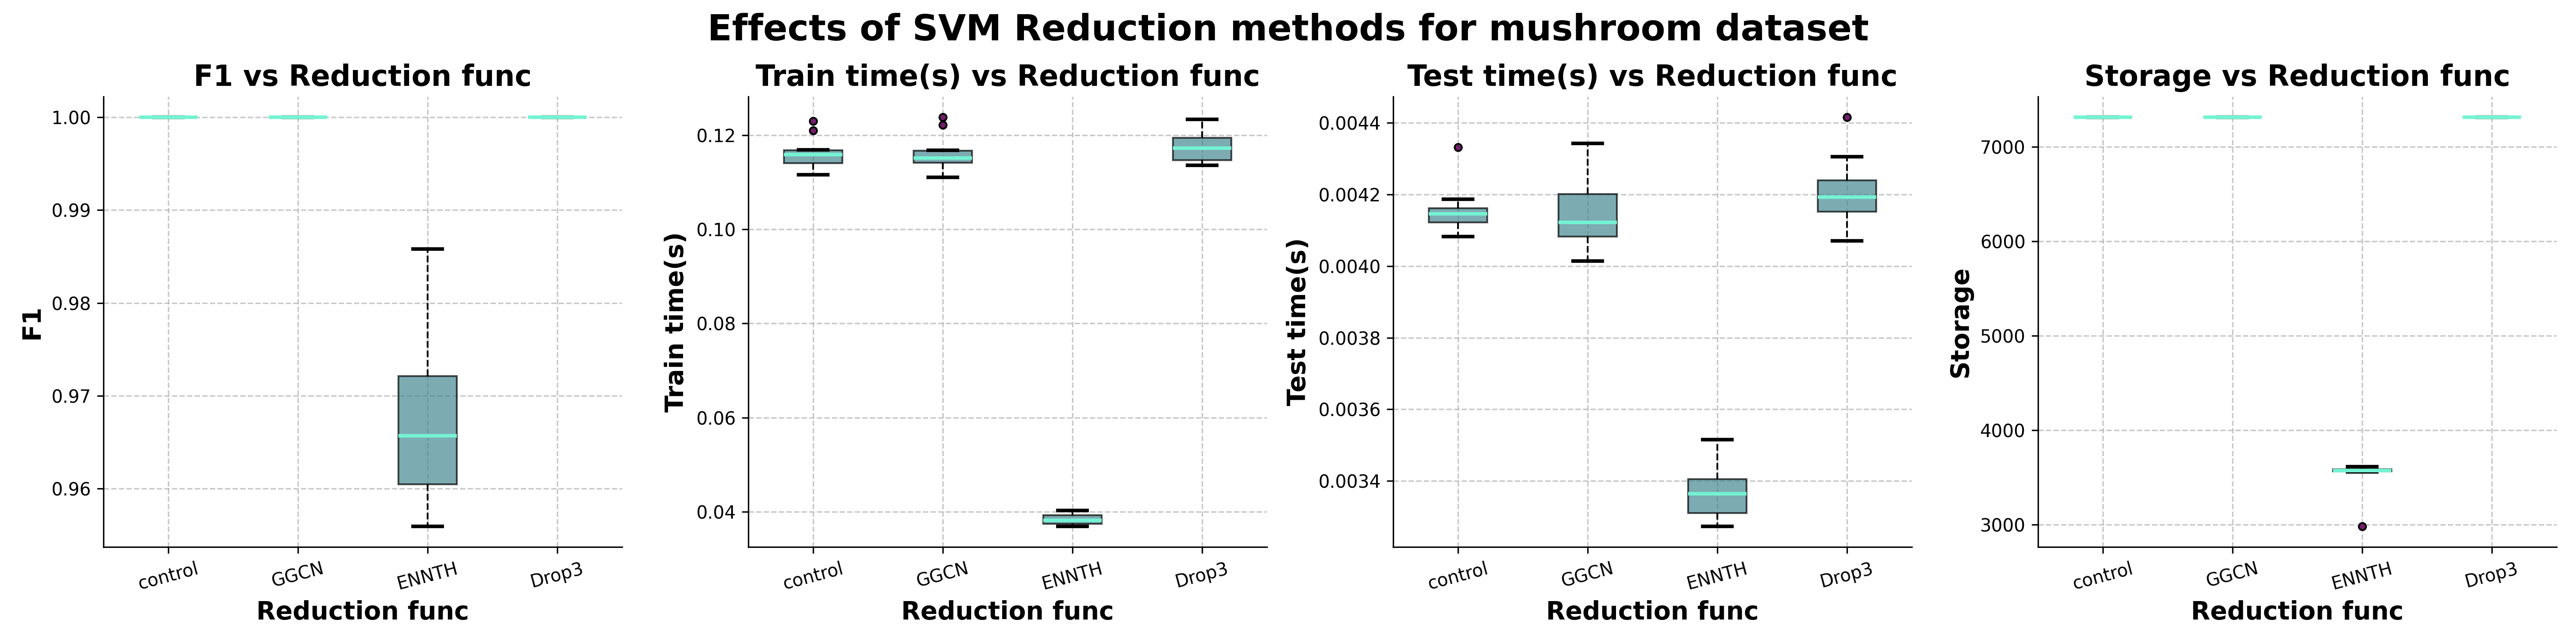 Effects of SVM Reduction methods for mushroom dataset
F1 vs Reduction func
1.00
0.99
0.98
0.97
0.96
F1
control
GGCN
ENNTH
Drop3
Reduction func
Train time(s) vs Reduction func
0.12
0.10
0.08
0.06
0.04
Train time(s)
control
GGCN
ENNTH
Drop3
Reduction func
Test time(s) vs Reduction func
0.0044
0.0042
0.0040
0.0038
0.0036
0.0034
Test time(s)
control
GGCN
ENNTH
Drop3
Reduction func
Storage vs Reduction func
7000
6000
5000
4000
3000
Storage
control
GGCN
ENNTH
Drop3
Reduction func